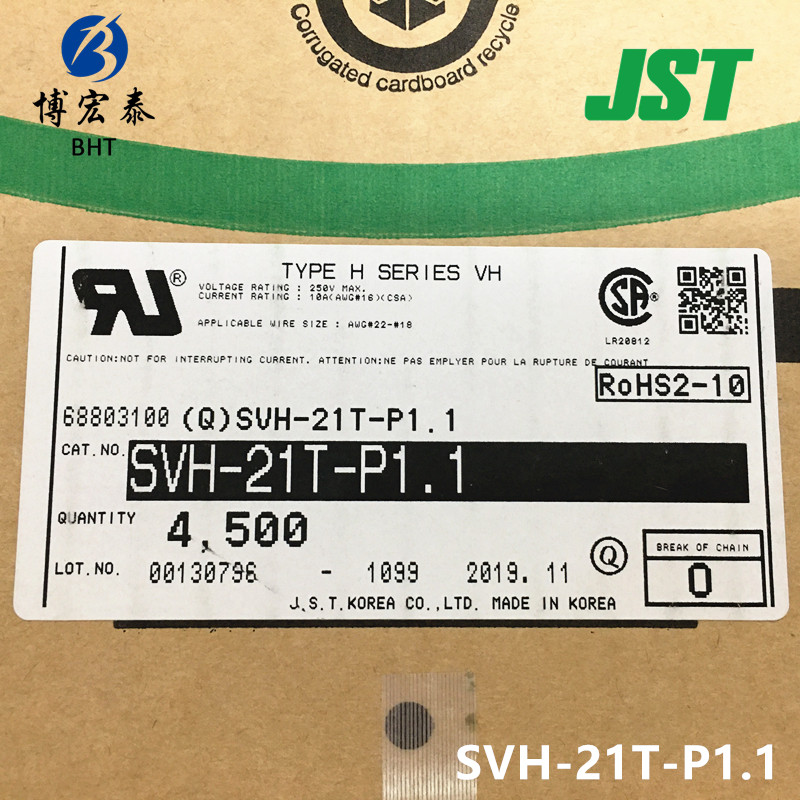 Corrugated cardboard recycle
JST
博宏泰
BHT
TYPE H SERIES VH
VOLTAGE RATING : 250V MAX.
CURRENT RATING : 10A(AWG#16)(CSA)
APPLICABLE WIRE SIZE : AWG#22-#18
LR20812
CAUTION:NOT FOR INTERRUPTING CURRENT. ATTENTION:NE PAS EMPLYER POUR LA RUPTURE DE COURANT
RoHS2-10
68803100 (Q)SVH-21T-P1.1
CAT.NO. SVH-21T-P1.1
QUANTITY 4,500
LOT.NO. 00130796 - 1099 2019.11 Q
BREAK OF CHAIN
0
J.S.T.KOREA CO.,LTD. MADE IN KOREA
SVH-21T-P1.1